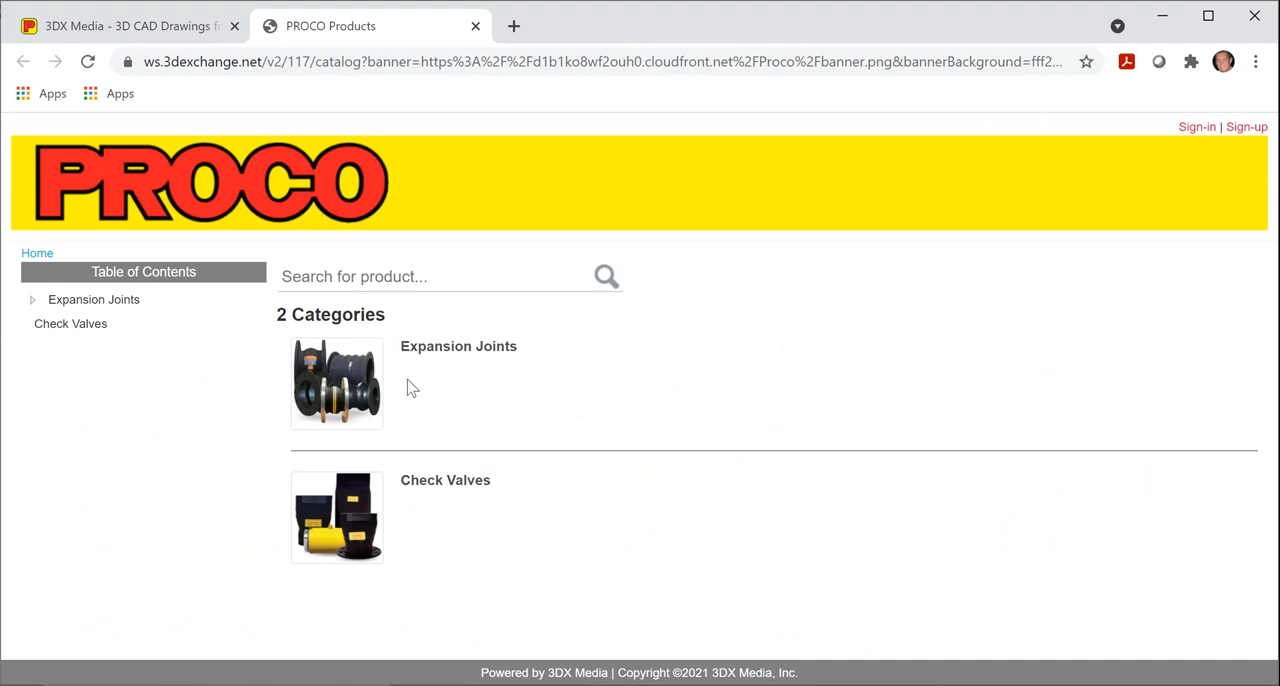 3DX Media - 3D CAD Drawings f
PROCO Products
ws.3dexchange.net/v2/117/catalog?banner=https%3A%2F%2Fd1b1ko8wf2ouh0.cloudfront.net%2FProco%2Fbanner.png&bannerBackground=fff2...
Apps Apps
Sign-in | Sign-up
PROCO
Home
Table of Contents
Search for product...
Expansion Joints
Check Valves
2 Categories
Expansion Joints
Check Valves
Powered by 3DX Media | Copyright ©2021 3DX Media, Inc.